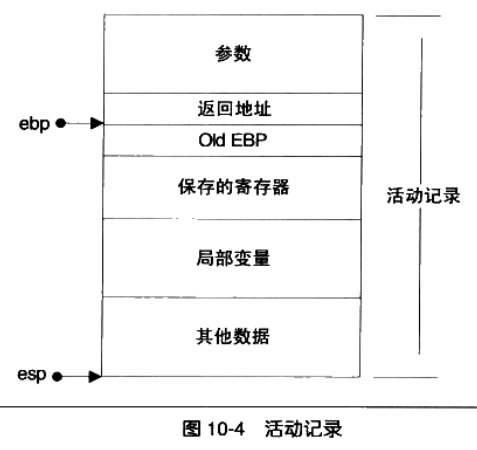 参数
返回地址
ebp
Old EBP
保存的寄存器
活动记录
局部变量
其他数据
esp
图 10-4 活动记录